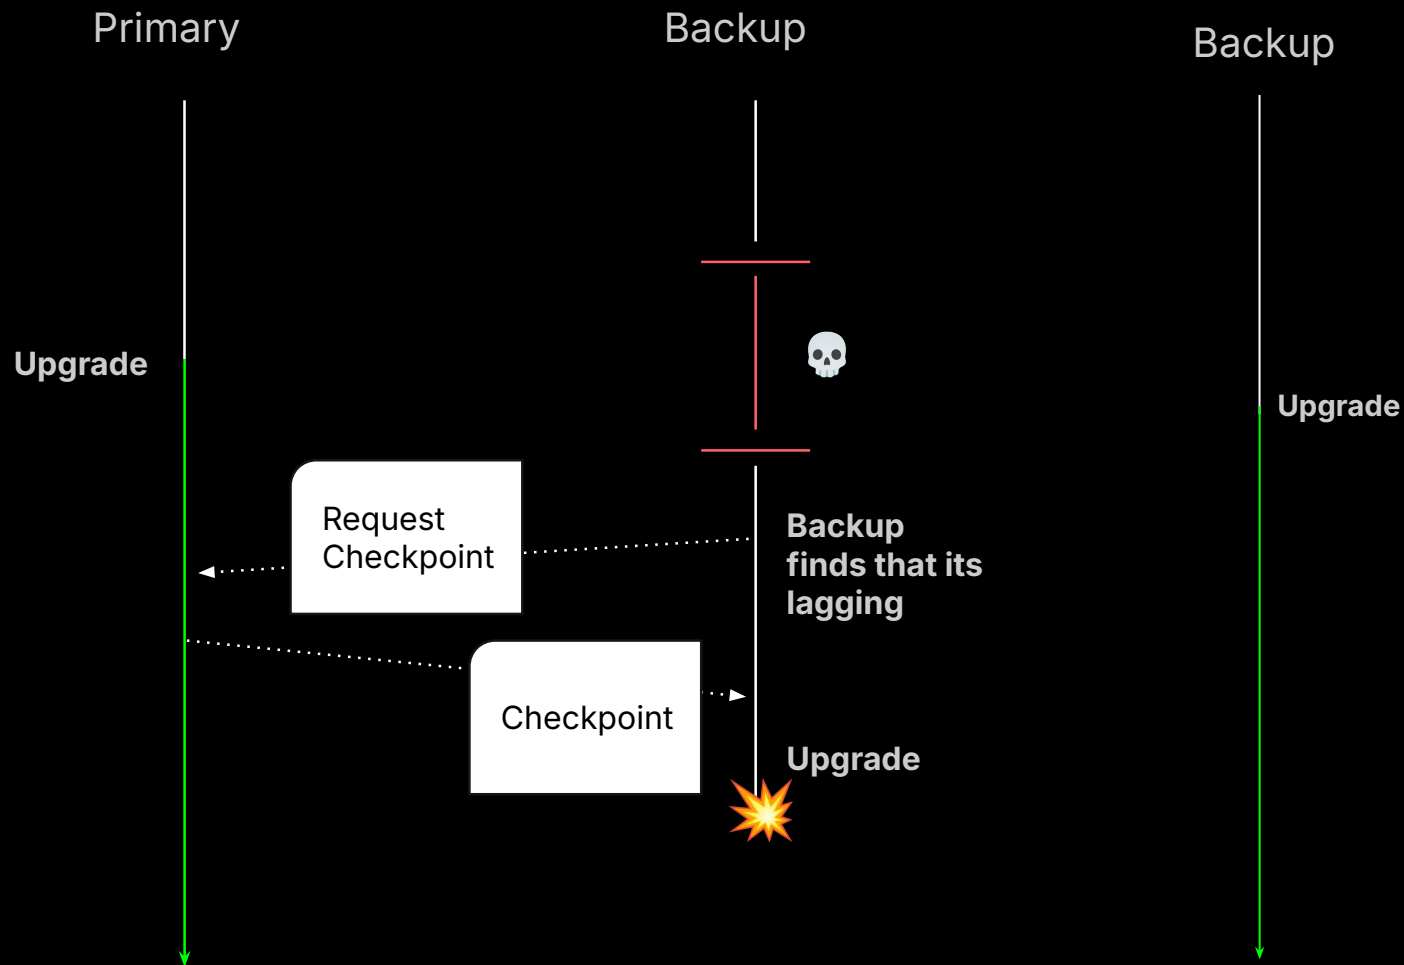 Primary
Backup
Backup
Upgrade
Upgrade
Request
Checkpoint
Backup
finds that its
lagging
Checkpoint
Upgrade